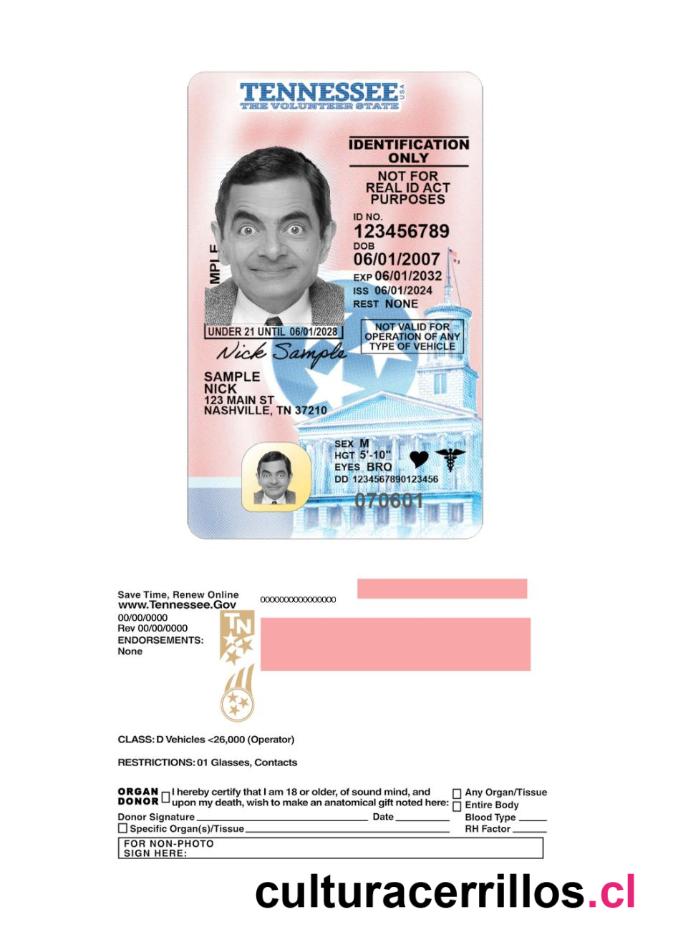 TENNESSEE USA
THE VOLUNTEER STATE
IDENTIFICATION
ONLY
NOT FOR
REAL ID ACT
PURPOSES
ID NO.
123456789
DOB
06/01/2007
EXP 06/01/2032
ISS 06/01/2024
REST NONE
MPLE
UNDER 21 UNTIL 06/01/2028
NOT VALID FOR
OPERATION OF ANY
TYPE OF VEHICLE
Nick Sample
SAMPLE
NICK
123 MAIN ST
NASHVILLE, TN 37210
SEX M
HGT 5'-10"
EYES BRO
DD 1234567890123456
070601
Save Time, Renew Online
www.Tennessee.Gov
0000000000000000
00/00/0000
Rev 00/00/0000
ENDORSEMENTS:
None
TN
CLASS: D Vehicles <26,000 (Operator)
RESTRICTIONS: 01 Glasses, Contacts
ORGAN DONOR
I hereby certify that I am 18 or older, of sound mind, and
upon my death, wish to make an anatomical gift noted here:
Any Organ/Tissue
Entire Body
Donor Signature Date Blood Type
Specific Organ(s)/Tissue RH Factor
FOR NON-PHOTO
SIGN HERE:
culturacerrillos.cl